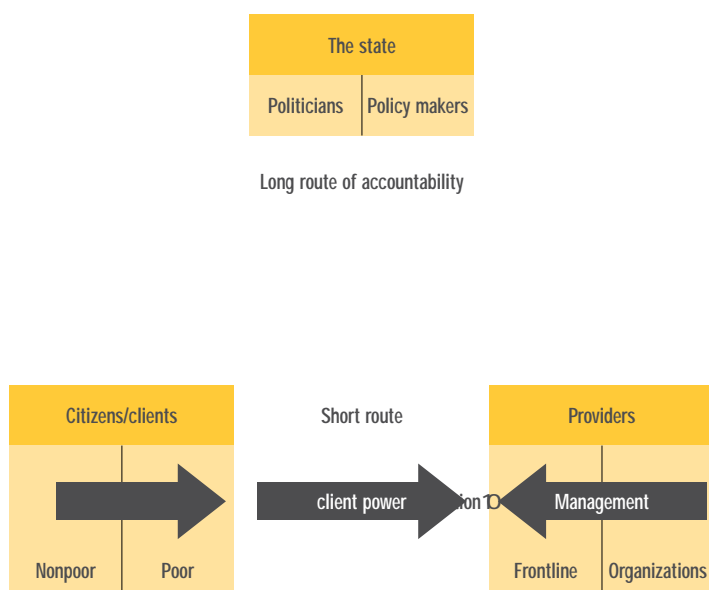 The state
Politicians Policy makers
Long route of accountability
Citizens/clients Short route Providers
client power Management
Nonpoor Poor Frontline Organizations